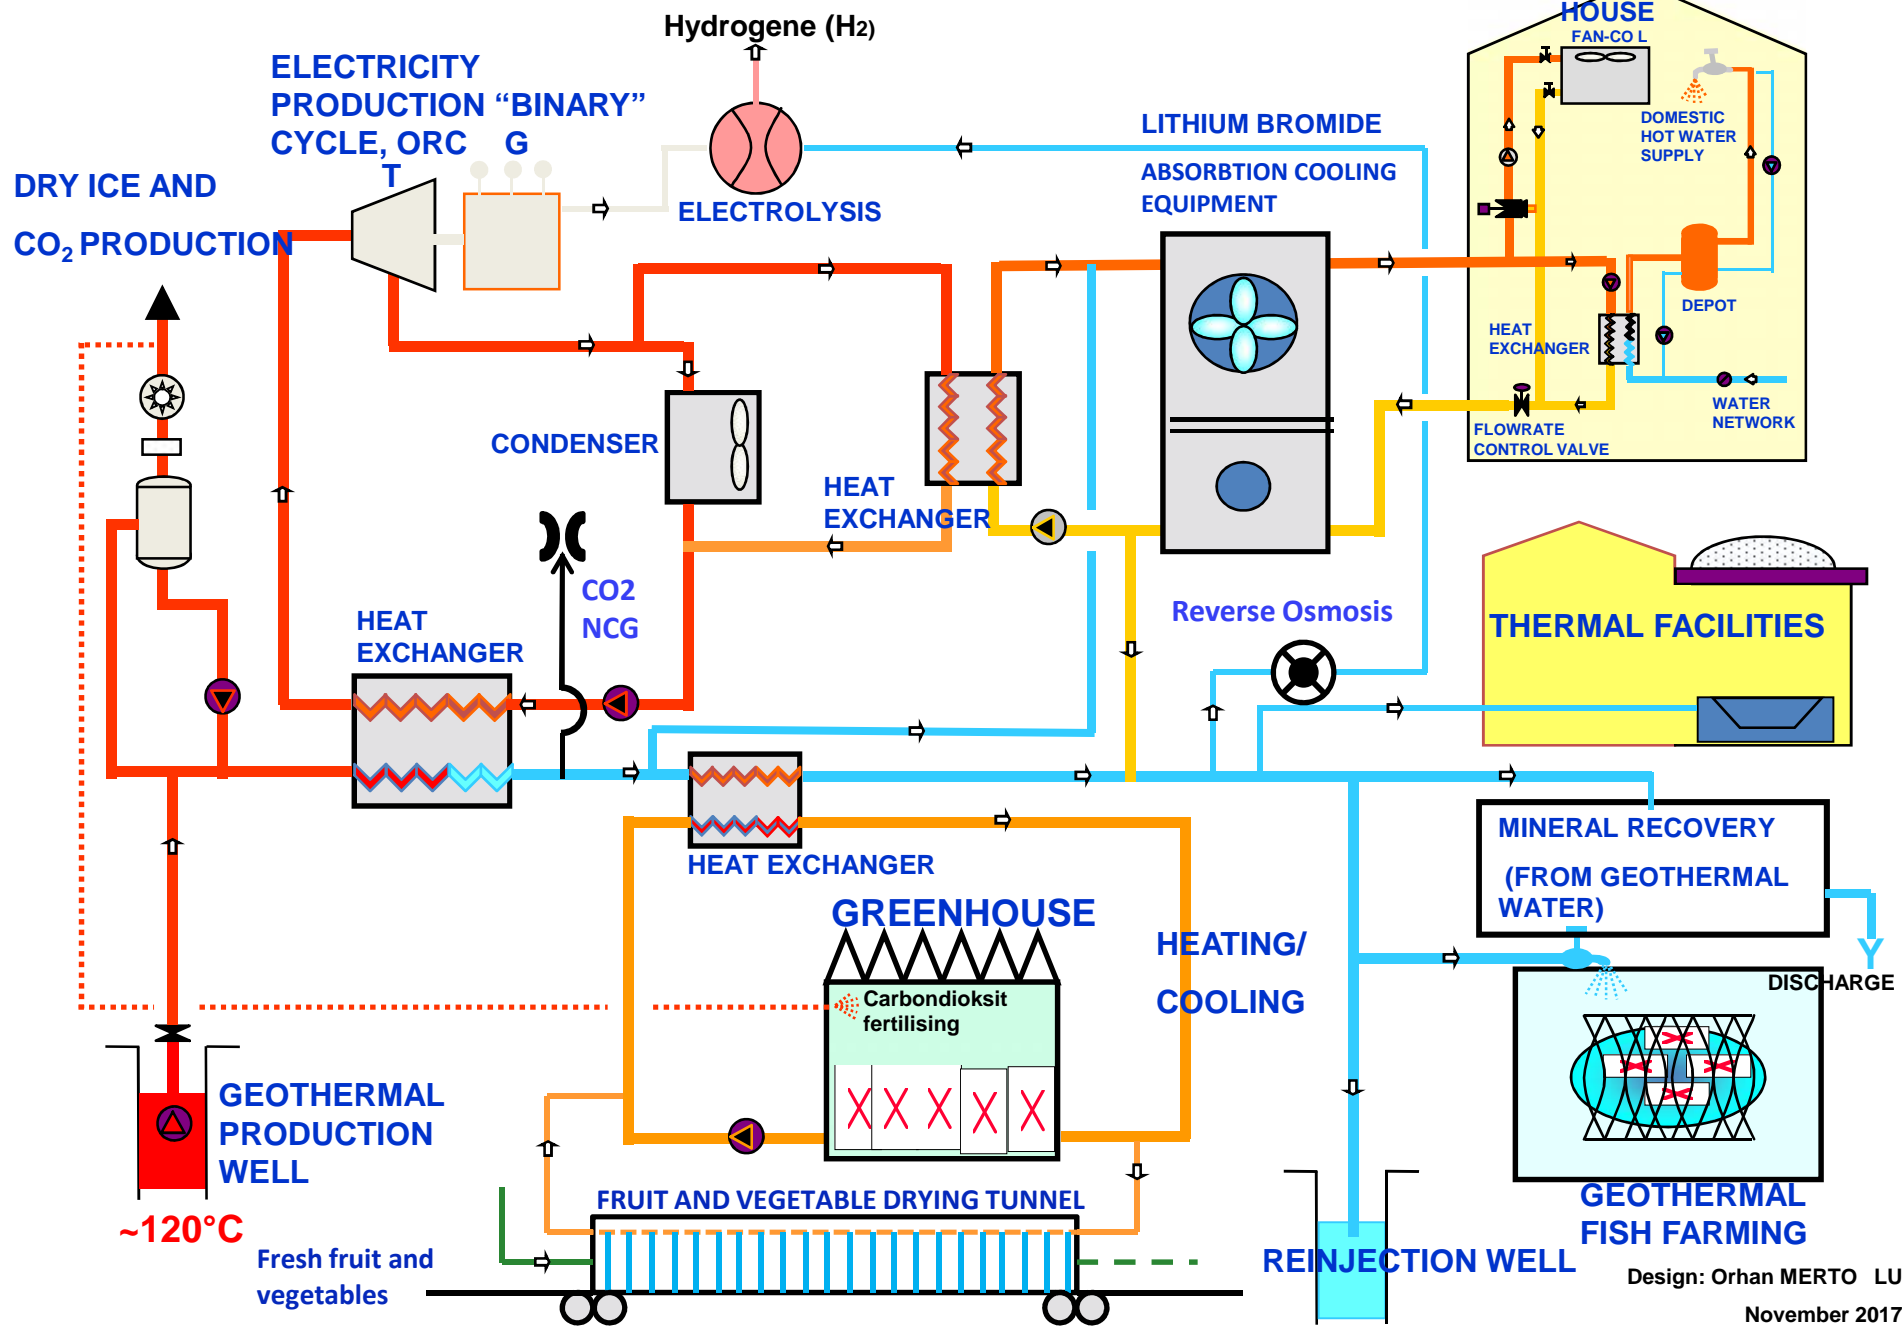 Hydrogene (H2)
ELECTRICITY
PRODUCTION “BINARY”
CYCLE, ORC
G
T
DRY ICE AND
CO2 PRODUCTION
ELECTROLYSIS
LITHIUM BROMIDE
ABSORBTION COOLING
EQUIPMENT
HOUSE
FAN-CO L
DOMESTIC
HOT WATER
SUPPLY
DEPOT
HEAT
EXCHANGER
WATER
NETWORK
FLOWRATE
CONTROL VALVE
CONDENSER
HEAT
EXCHANGER
CO2
NCG
HEAT
EXCHANGER
Reverse Osmosis
THERMAL FACILITIES
HEAT EXCHANGER
MINERAL RECOVERY
(FROM GEOTHERMAL
WATER)
DISCHARGE
GREENHOUSE
Carbondioksit
fertilising
HEATING/
COOLING
GEOTHERMAL
PRODUCTION
WELL
~120°C
FRUIT AND VEGETABLE DRYING TUNNEL
Fresh fruit and
vegetables
REINJECTION WELL
GEOTHERMAL
FISH FARMING
Design: Orhan MERTO LU
November 2017